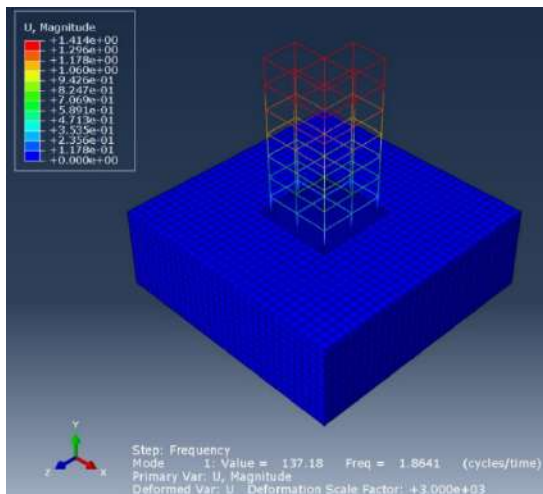 U, Magnitude
+1.414e+00
+1.296e+00
+1.178e+00
+1.060e+00
+9.426e-01
+8.247e-01
+7.069e-01
+5.891e-01
+4.713e-01
+3.535e-01
+2.356e-01
+1.178e-01
+0.000e+00
Y
Z
X
Step: Frequency
Mode 1: Value = 137.18 Freq = 1.8641 (cycles/time)
Primary Var: U, Magnitude
Deformed Var: U Deformation Scale Factor: +3.000e+03